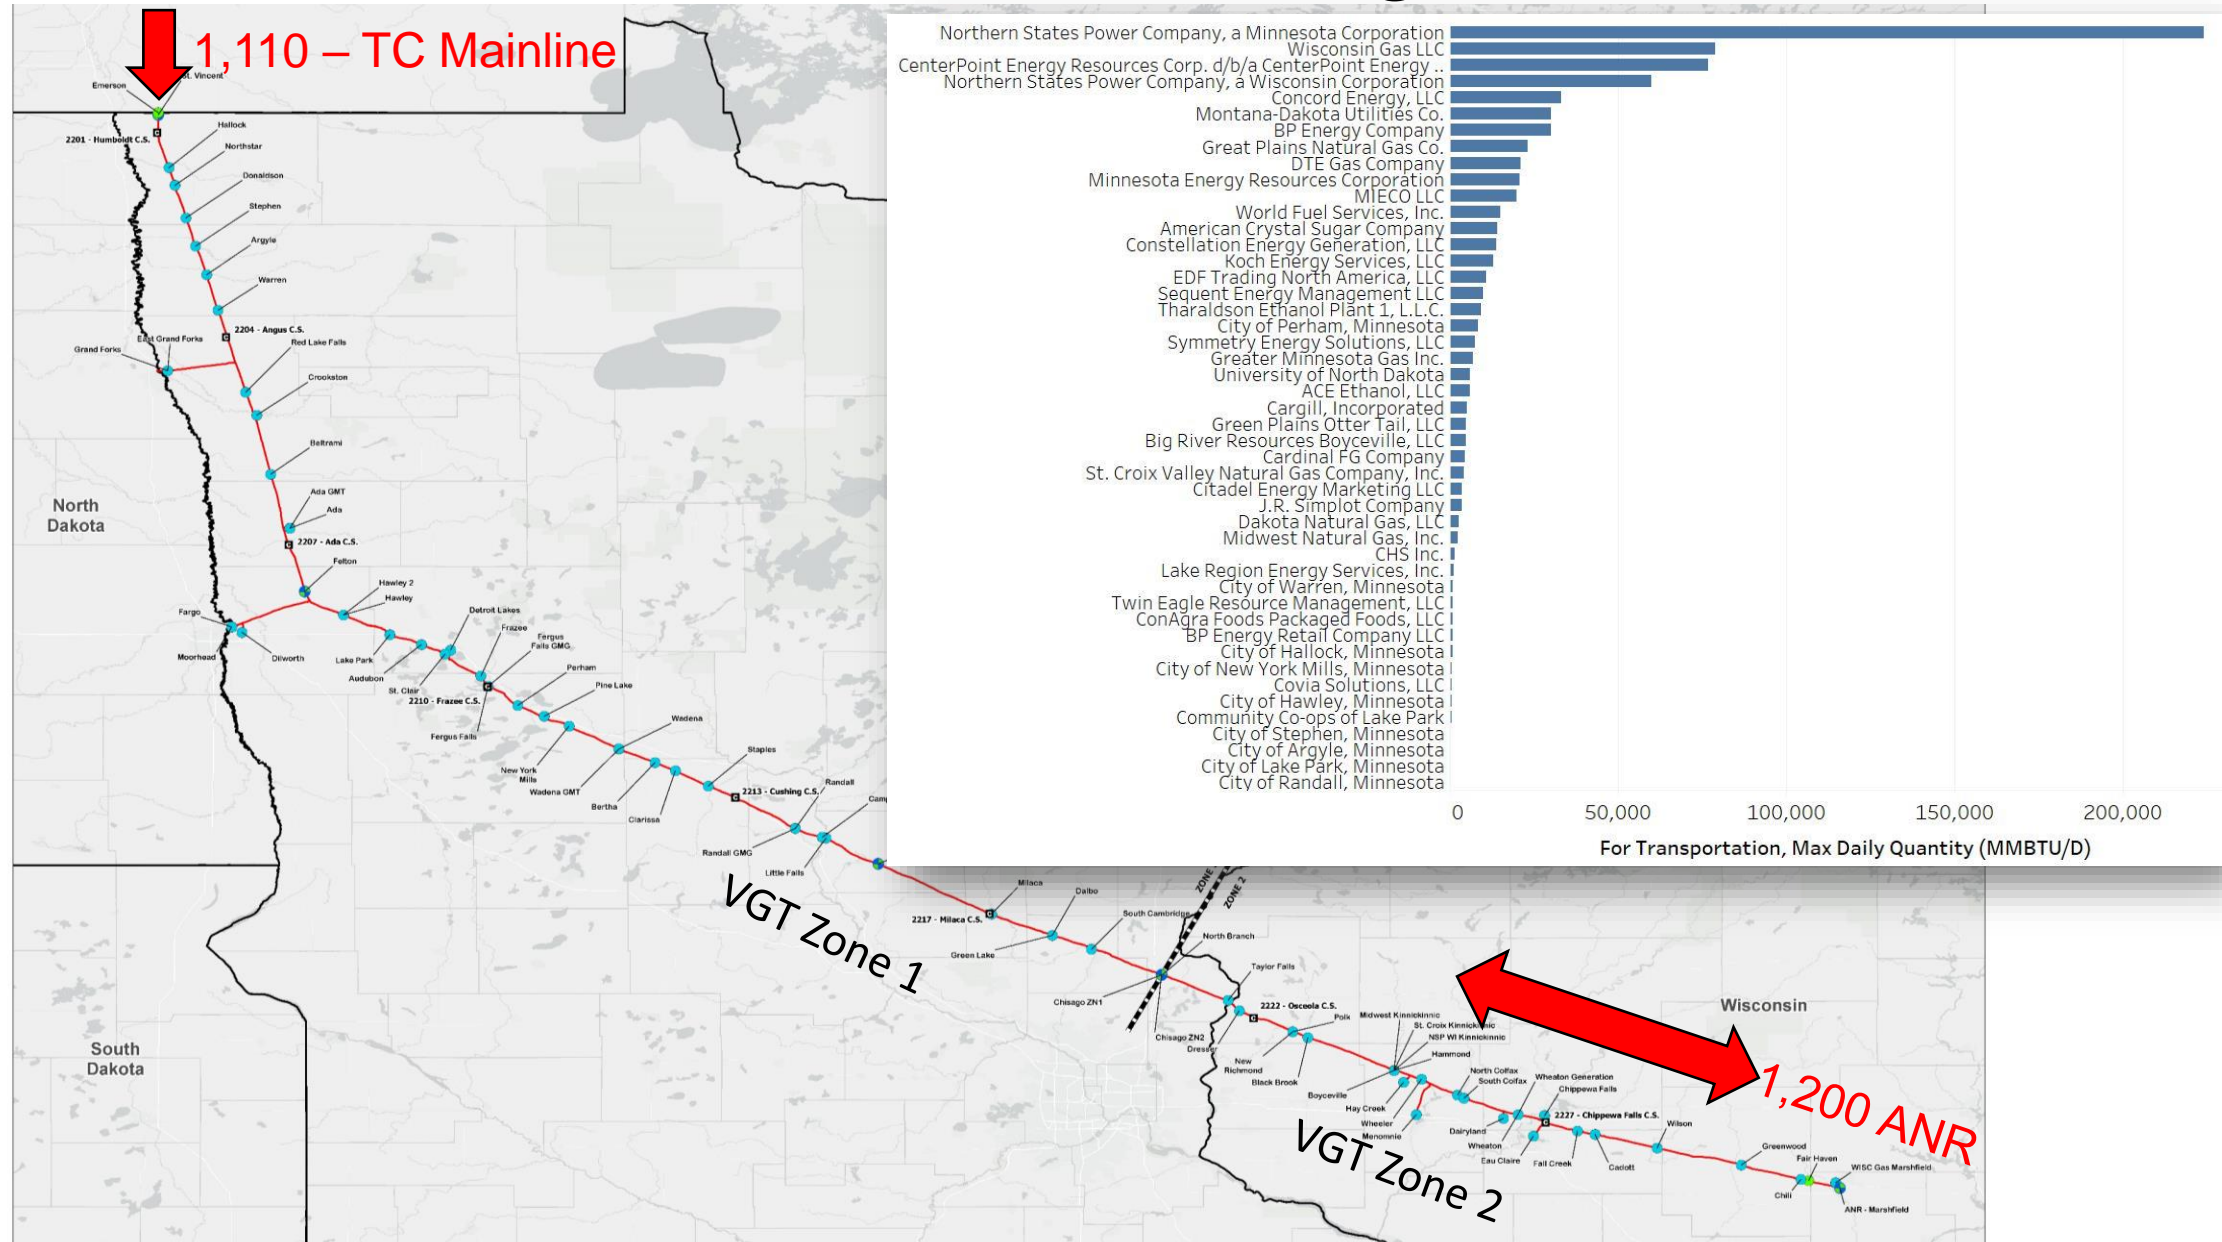 1,110 – TC Mainline
St. Vincent
Emerson
2201 - Humboldt C.S.
Hallock
Northstar
Donaldson
Stephen
Argyle
Warren
2204 - Angus C.S.
East Grand Forks
Grand Forks
Red Lake Falls
Crookston
Beltrami
North
Dakota
Ada GMT
Ada
2207 - Ada C.S.
Felton
Hawley 2
Hawley
Fargo
Moorhead
Dilworth
Detroit Lakes
Frazee
Fergus
Falls GMG
Lake Park
Audubon
St. Clair
2210 - Frazee C.S.
Perham
Pine Lake
Fergus Falls
Wadena
New York
Mills
Wadena GMT
Staples
Bertha
Clarissa
2213 - Cushing C.S.
Randall
Randall GMG
Little Falls
Northern States Power Company, a Minnesota Corporation
Wisconsin Gas LLC
CenterPoint Energy Resources Corp. d/b/a CenterPoint Energy ..
Northern States Power Company, a Wisconsin Corporation
Concord Energy, LLC
Montana-Dakota Utilities Co.
BP Energy Company
Great Plains Natural Gas Co.
DTE Gas Company
Minnesota Energy Resources Corporation
MIECO LLC
World Fuel Services, Inc.
American Crystal Sugar Company
Constellation Energy Generation, LLC
Koch Energy Services, LLC
EDF Trading North America, LLC
Sequent Energy Management LLC
Tharaldson Ethanol Plant 1, L.L.C.
City of Perham, Minnesota
Symmetry Energy Solutions, LLC
Greater Minnesota Gas Inc.
University of North Dakota
ACE Ethanol, LLC
Cargill, Incorporated
Green Plains Otter Tail, LLC
Big River Resources Boyceville, LLC
Cardinal FG Company
St. Croix Valley Natural Gas Company, Inc.
Citadel Energy Marketing LLC
J.R. Simplot Company
Dakota Natural Gas, LLC
Midwest Natural Gas, Inc.
CHS Inc.
Lake Region Energy Services, Inc.
City of Warren, Minnesota
Twin Eagle Resource Management, LLC
ConAgra Foods Packaged Foods, LLC
BP Energy Retail Company LLC
City of Hallock, Minnesota
City of New York Mills, Minnesota
Covia Solutions, LLC
City of Hawley, Minnesota
Community Co-ops of Lake Park
City of Stephen, Minnesota
City of Argyle, Minnesota
City of Lake Park, Minnesota
City of Randall, Minnesota
0 50,000 100,000 150,000 200,000
For Transportation, Max Daily Quantity (MMBTU/D)
VGT Zone 1
ZONE
ZONE 2
Milaca
2217 - Milaca C.S.
Dalbo
Green Lake
South Cambridge
North Branch
Chisago ZN1
Chisago ZN2
Taylor Falls
Dresser
2222 - Osceola C.S.
Polk
New
Richmond
Black Brook
Midwest Kinnickinnic
St. Croix Kinnickinnic
NSP WI Kinnickinnic
Hammond
Boyceville
Hay Creek
Wheeler
Menomnie
North Colfax
South Colfax
Wheaton Generation
Chippewa Falls
2227 - Chippewa Falls C.S.
Dairyland
Wheaton
Eau Claire
Fall Creek
Cadott
Wilson
Greenwood
Fair Haven
WISC Gas Marshfield
Chili
ANR - Marshfield
Wisconsin
1,200 ANR
VGT Zone 2
South
Dakota